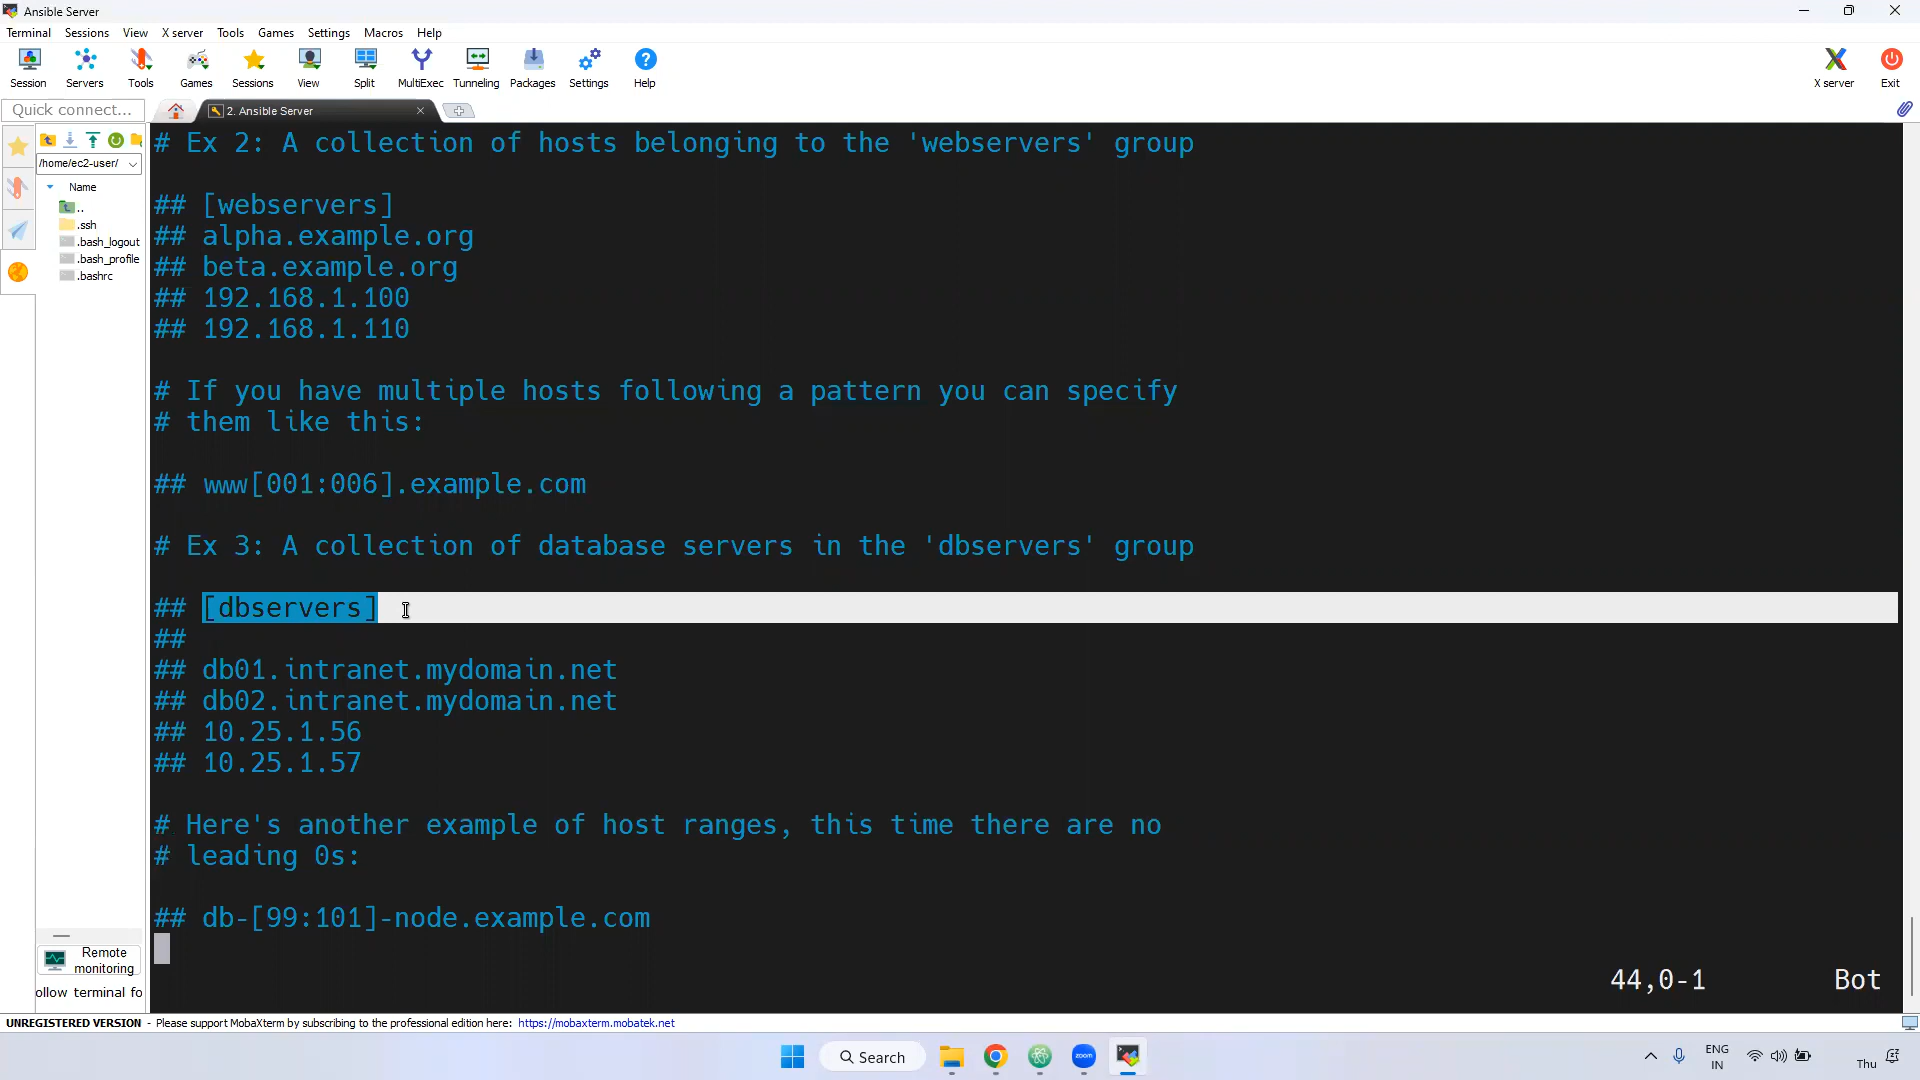 Ansible Server
Terminal Sessions View X server Tools Games Settings Macros Help
Session Servers Tools Games Sessions View Split MultiExec Tunneling Packages Settings Help X server Exit
Quick connect... 2. Ansible Server
/home/ec2-user/
Name
..
.ssh
.bash_logout
.bash_profile
.bashrc
# Ex 2: A collection of hosts belonging to the 'webservers' group
## [webservers]
## alpha.example.org
## beta.example.org
## 192.168.1.100
## 192.168.1.110
# If you have multiple hosts following a pattern you can specify
# them like this:
## www[001:006].example.com
# Ex 3: A collection of database servers in the 'dbservers' group
## [dbservers]
##
## db01.intranet.mydomain.net
## db02.intranet.mydomain.net
## 10.25.1.56
## 10.25.1.57
# Here's another example of host ranges, this time there are no
# leading 0s:
## db-[99:101]-node.example.com
44,0-1 Bot
Remote
monitoring
ollow terminal fo
UNREGISTERED VERSION - Please support MobaXterm by subscribing to the professional edition here: https://mobaxterm.mobatek.net
Search
zoom
ENG
IN
Thu